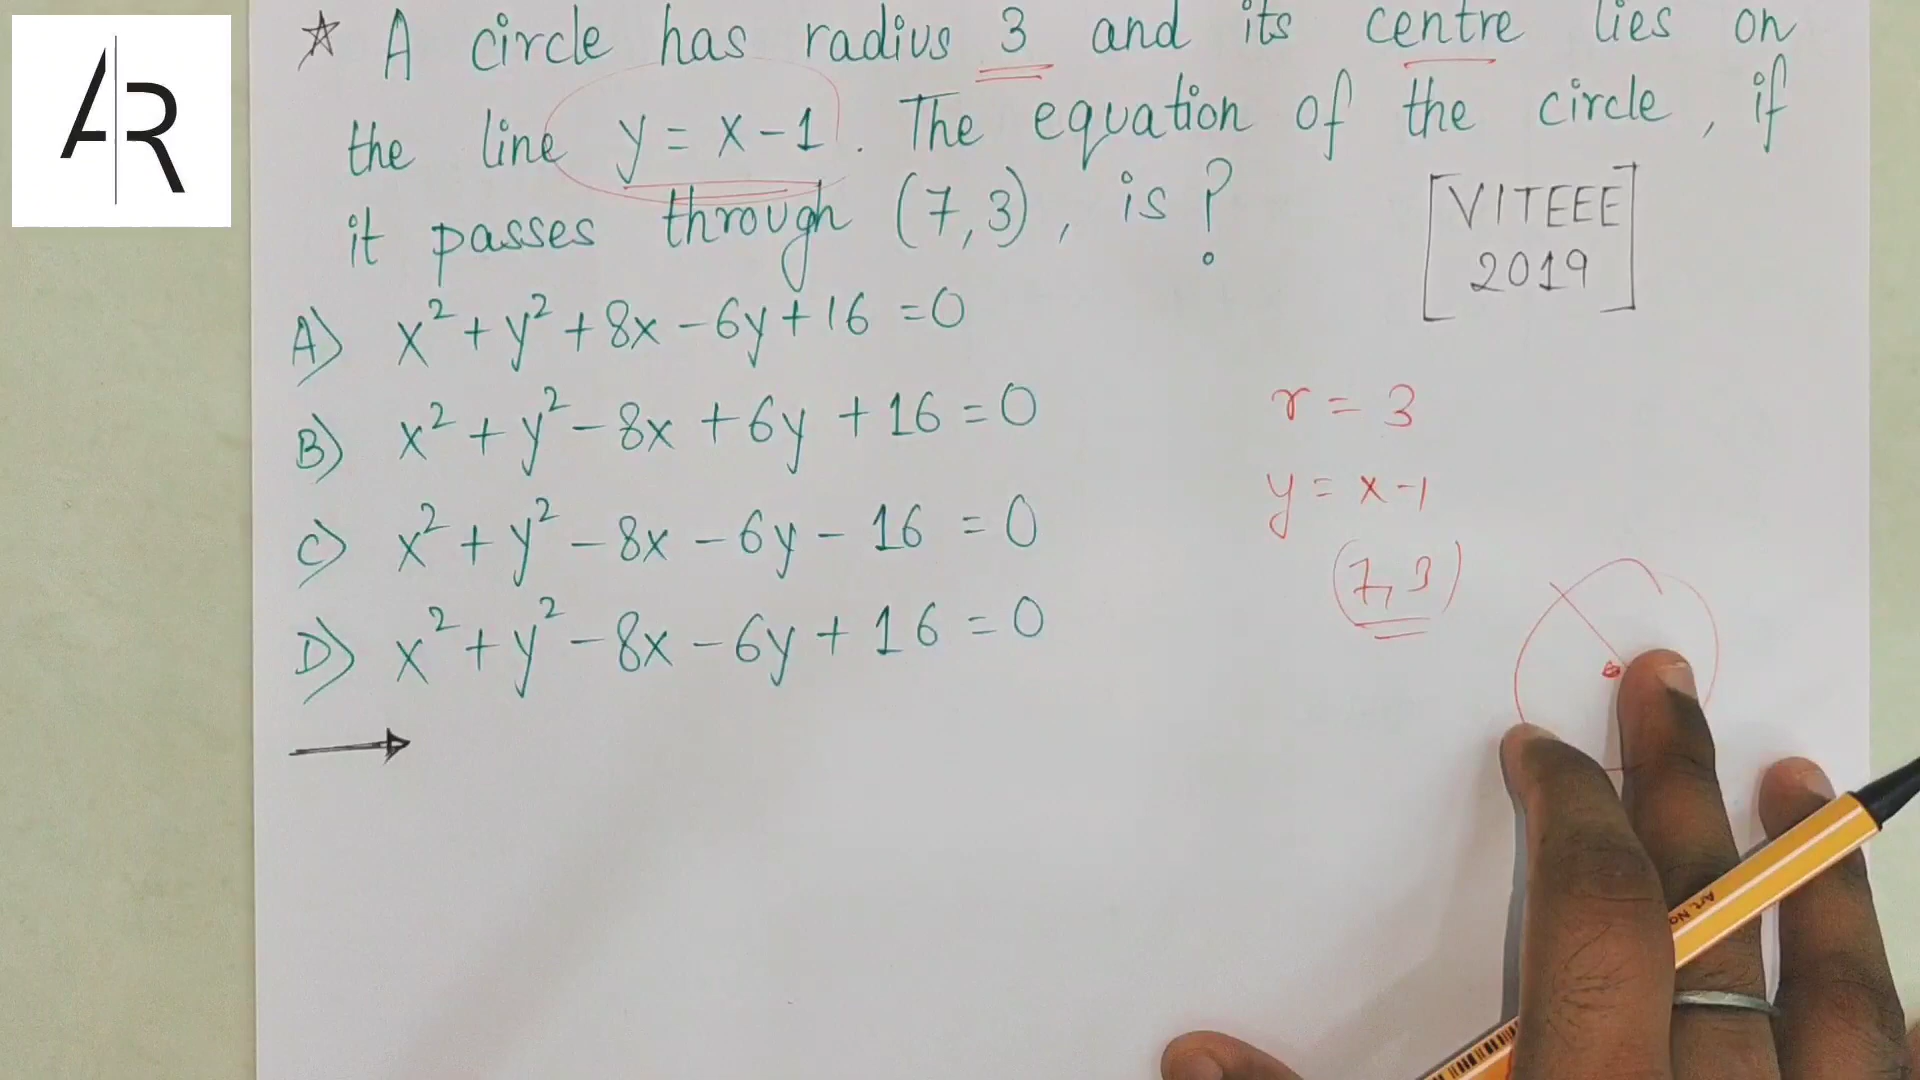 AR
☆ A circle has radius 3 and its centre lies on
the line y = x - 1. The equation of the circle, if
it passes through (7,3), is?
[VITEEE
2019]
A) x² + y² + 8x - 6y + 16 = 0
B) x² + y² - 8x + 6y + 16 = 0
C) x² + y² - 8x - 6y - 16 = 0
D) x² + y² - 8x - 6y + 16 = 0
r = 3
y = x - 1
(7,3)
Art. No